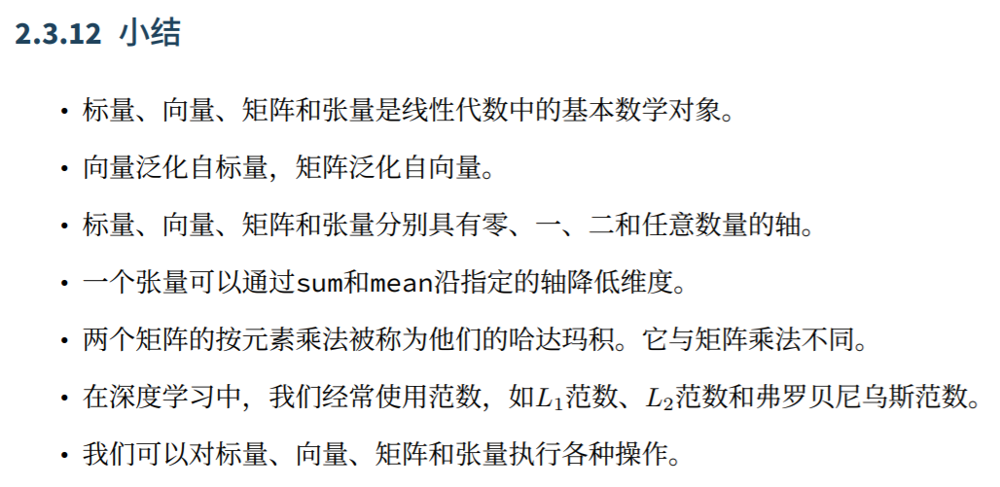 2.3.12 小结
• 标量、向量、矩阵和张量是线性代数中的基本数学对象。
• 向量泛化自标量，矩阵泛化自向量。
• 标量、向量、矩阵和张量分别具有零、一、二和任意数量的轴。
• 一个张量可以通过sum和mean沿指定的轴降低维度。
• 两个矩阵的按元素乘法被称为他们的哈达玛积。它与矩阵乘法不同。
• 在深度学习中，我们经常使用范数，如L₁范数、L₂范数和弗罗贝尼乌斯范数。
• 我们可以对标量、向量、矩阵和张量执行各种操作。